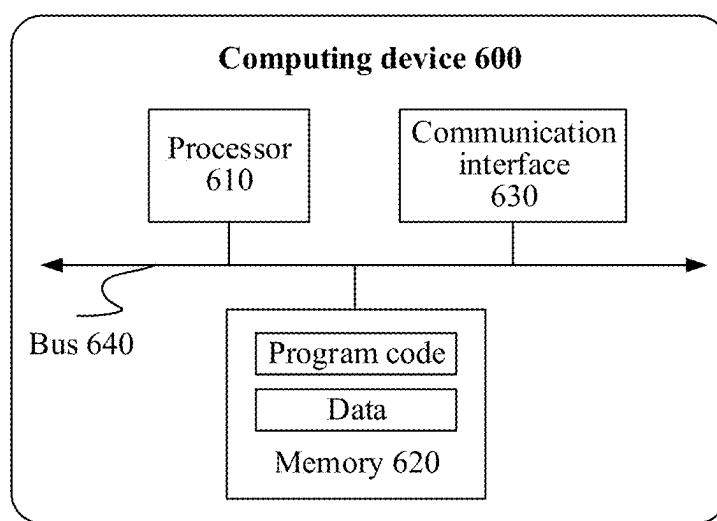 Computing device 600
Processor
610
Communication
interface
630
Bus 640
Program code
Data
Memory 620